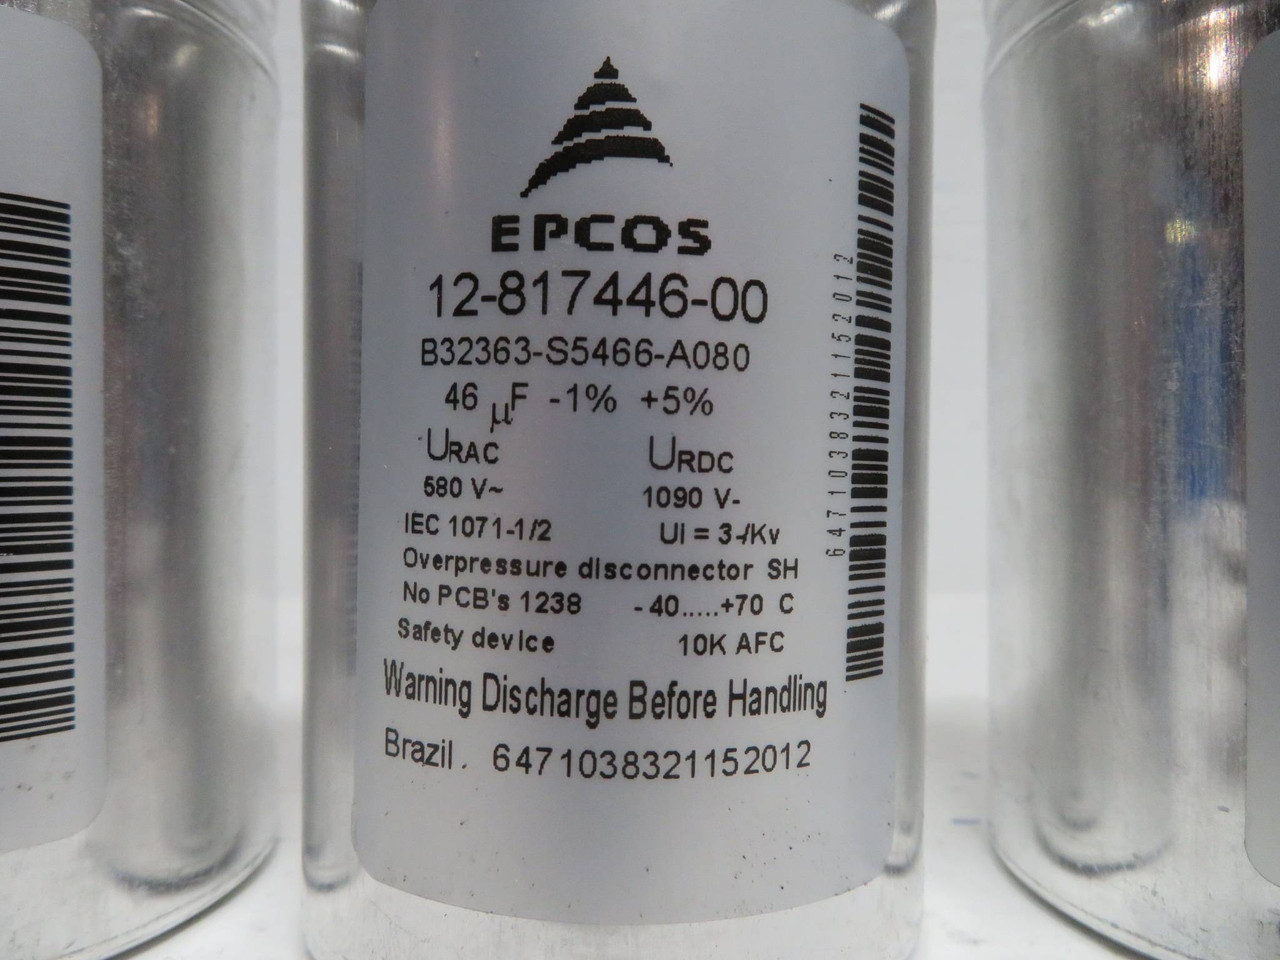 EPCOS
12-817446-00
B32363-S5466-A080
46 μF -1% +5%
URAC URDC
580 V~ 1090 V-
IEC 1071-1/2 UI = 3-/Kv
Overpressure disconnector SH
No PCB's 1238 -40.....+70 C
Safety device 10K AFC
Warning Discharge Before Handling
Brazil. 6471038321152012
6471038321152012